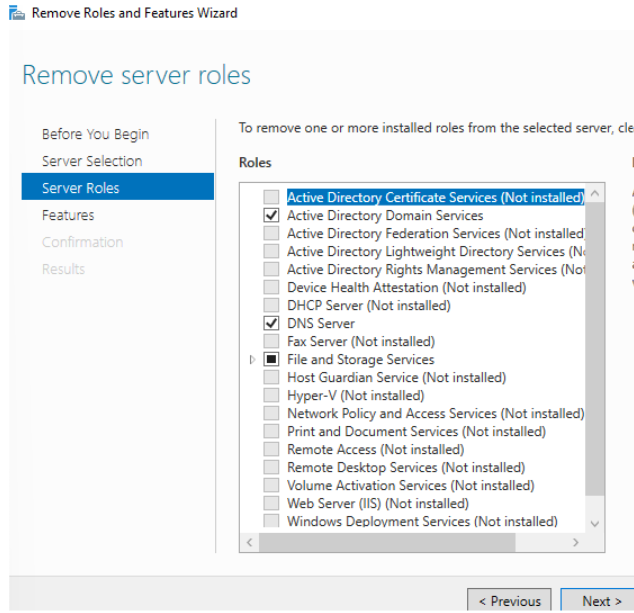 Remove Roles and Features Wizard
Remove server roles
Before You Begin
Server Selection
Server Roles
Features
Confirmation
Results
To remove one or more installed roles from the selected server, cle
Roles
Active Directory Certificate Services (Not installed)
Active Directory Domain Services
Active Directory Federation Services (Not installed
Active Directory Lightweight Directory Services (No
Active Directory Rights Management Services (Not
Device Health Attestation (Not installed)
DHCP Server (Not installed)
DNS Server
Fax Server (Not installed)
File and Storage Services
Host Guardian Service (Not installed)
Hyper-V (Not installed)
Network Policy and Access Services (Not installed)
Print and Document Services (Not installed)
Remote Access (Not installed)
Remote Desktop Services (Not installed)
Volume Activation Services (Not installed)
Web Server (IIS) (Not installed)
Windows Deployment Services (Not installed)
< Previous
Next >